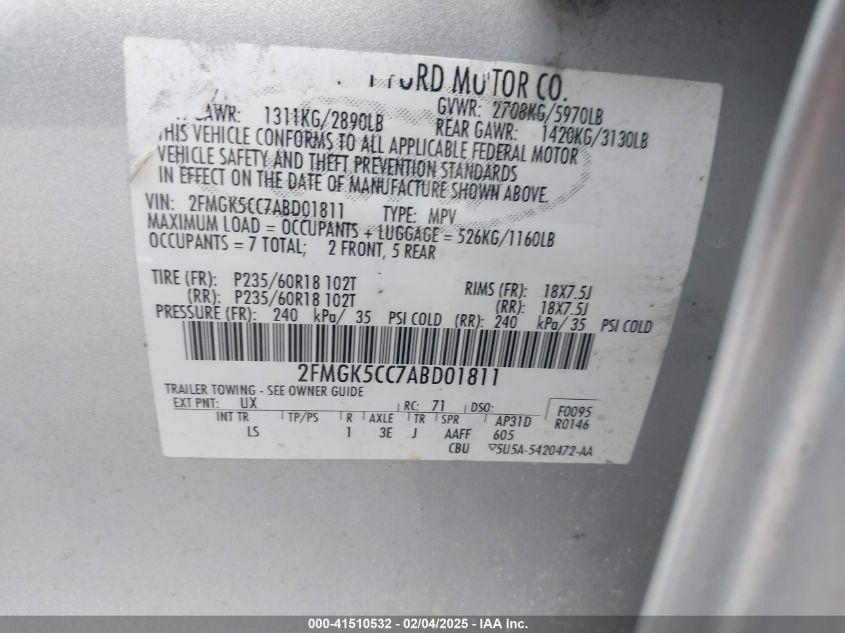 FORD MOTOR CO.
GAWR: 1311KG/2890LB GVWR: 2708KG/5970LB
REAR GAWR: 1420KG/3130LB
THIS VEHICLE CONFORMS TO ALL APPLICABLE FEDERAL MOTOR
VEHICLE SAFETY AND THEFT PREVENTION STANDARDS
IN EFFECT ON THE DATE OF MANUFACTURE SHOWN ABOVE.
VIN: 2FMGK5CC7ABD01811 TYPE: MPV
MAXIMUM LOAD = OCCUPANTS + LUGGAGE = 526KG/1160LB
OCCUPANTS = 7 TOTAL; 2 FRONT, 5 REAR
TIRE (FR): P235/60R18 102T RIMS (FR): 18X7.5J
(RR): P235/60R18 102T (RR): 18X7.5J
PRESSURE (FR): 240 kPa/ 35 PSI COLD (RR): 240 kPa/ 35 PSI COLD
2FMGK5CC7ABD01811
TRAILER TOWING - SEE OWNER GUIDE
EXT PNT: UX RC: 71 DSO: F0095
R0146
INT TR TP/PS R AXLE TR SPR AP31D
LS 1 3E J AAFF 605
CBU 5U5A-5420472-AA
000-41510532 - 02/04/2025 - IAA Inc.